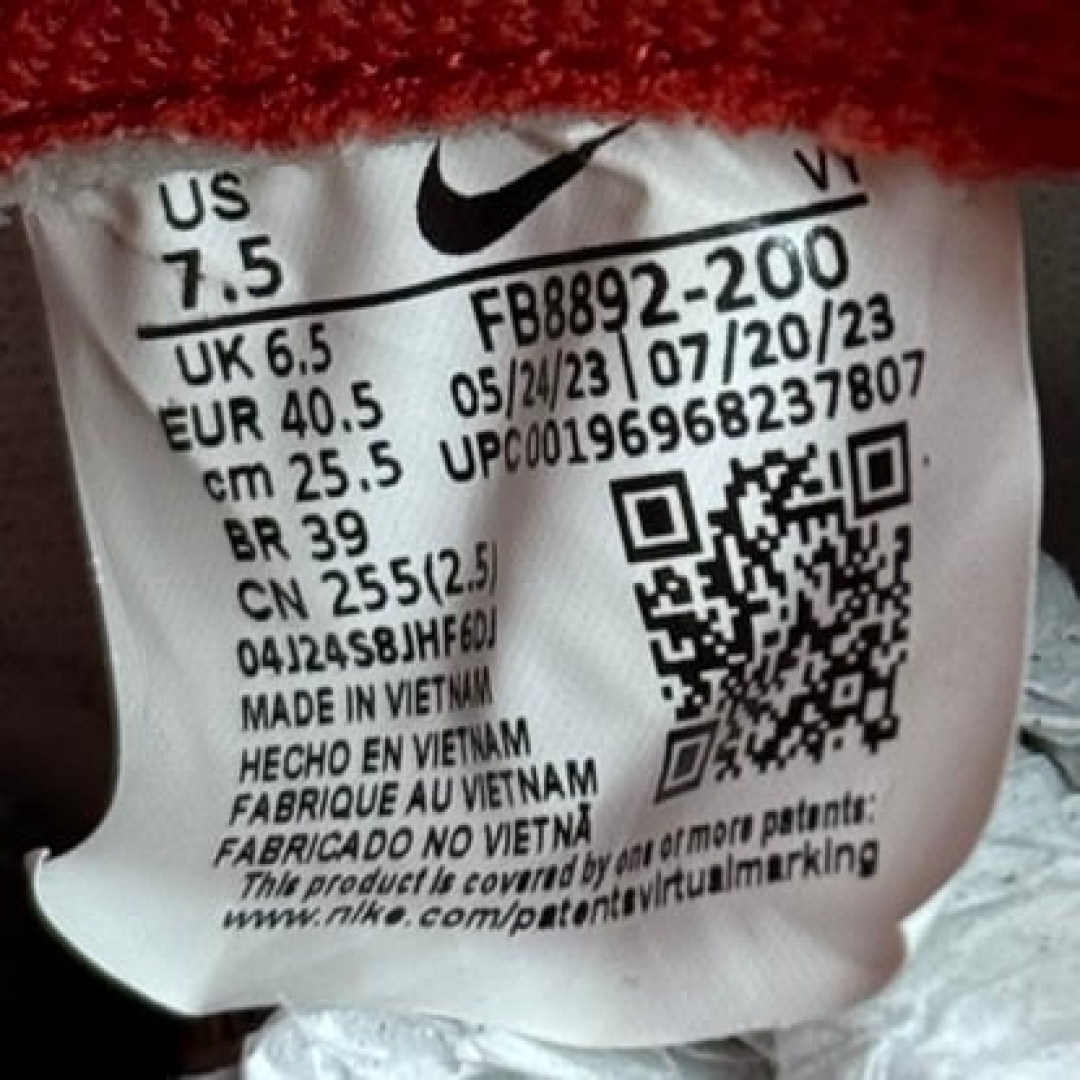 US
7.5
VY
UK 6.5
EUR 40.5
cm 25.5
BR 39
CN 255(2.5)
FB8892-200
05/24/23 | 07/20/23
UPC00196968237807
04J24S8JHF6DJ
MADE IN VIETNAM
HECHO EN VIETNAM
FABRIQUE AU VIETNAM
FABRICADO NO VIETNÃ
This product is covered by one or more patents:
www.nike.com/patentsvirtualmarking